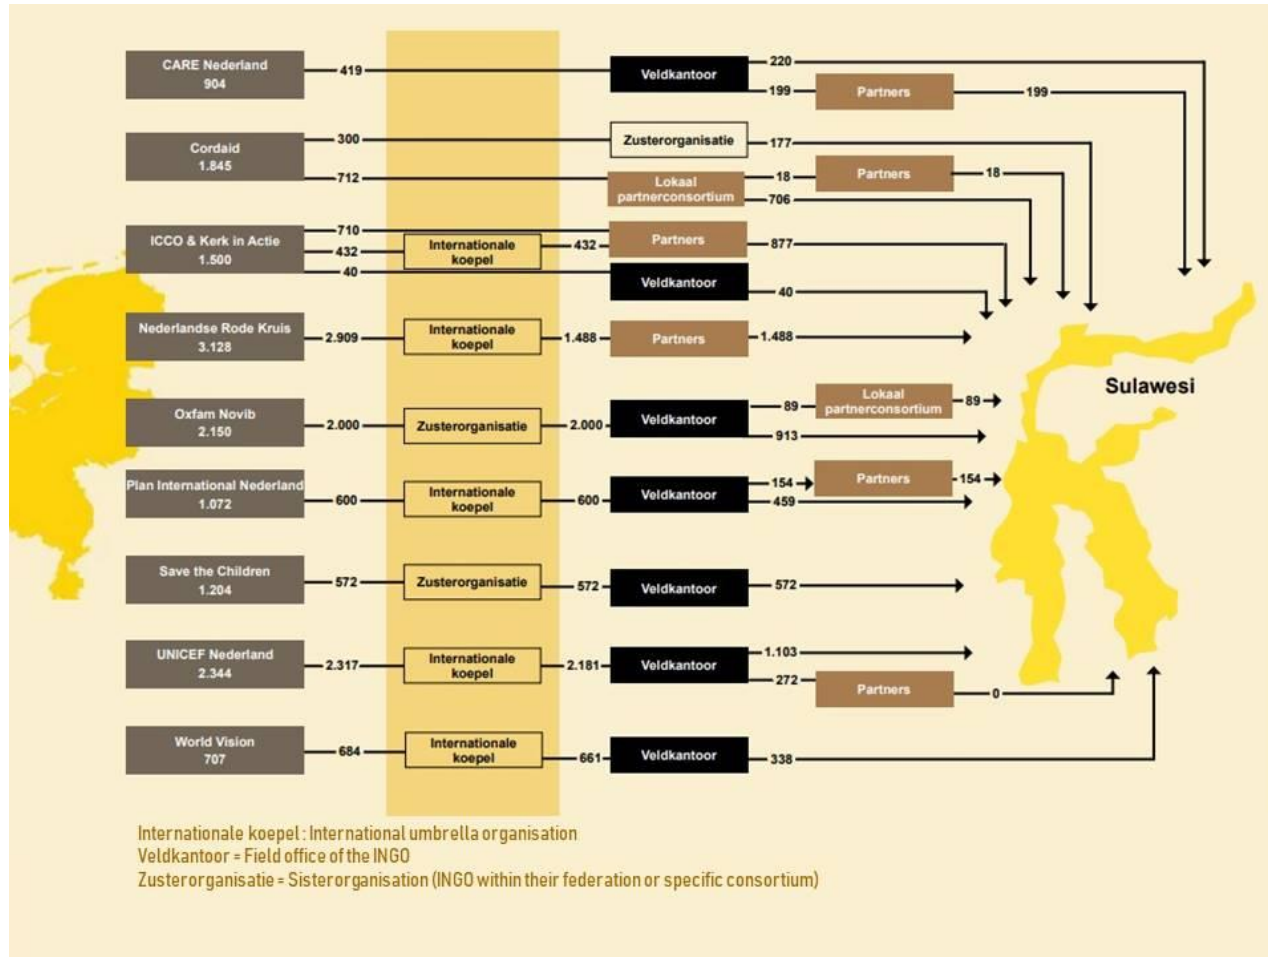 CARE Nederland
904
419
Veldkantoor
220
199
Partners
199
Cordaid
1.845
300
Zusterorganisatie
177
712
Lokaal
partnerconsortium
18
Partners
18
706
ICCO & Kerk in Actie
1.500
710
432
Internationale
koepel
432
Partners
877
40
Veldkantoor
40
Nederlandse Rode Kruis
3.128
2.909
Internationale
koepel
1.488
Partners
1.488
Sulawesi
Oxfam Novib
2.150
2.000
Zusterorganisatie
2.000
Veldkantoor
89
Lokaal
partnerconsortium
89
913
Plan International Nederland
1.072
600
Internationale
koepel
600
Veldkantoor
154
Partners
154
459
Save the Children
1.204
572
Zusterorganisatie
572
Veldkantoor
572
UNICEF Nederland
2.344
2.317
Internationale
koepel
2.181
Veldkantoor
1.103
272
Partners
0
World Vision
707
684
Internationale
koepel
661
Veldkantoor
338
Internationale koepel : International umbrella organisation
Veldkantoor = Field office of the INGO
Zusterorganisatie = Sisterorganisation (INGO within their federation or specific consortium)